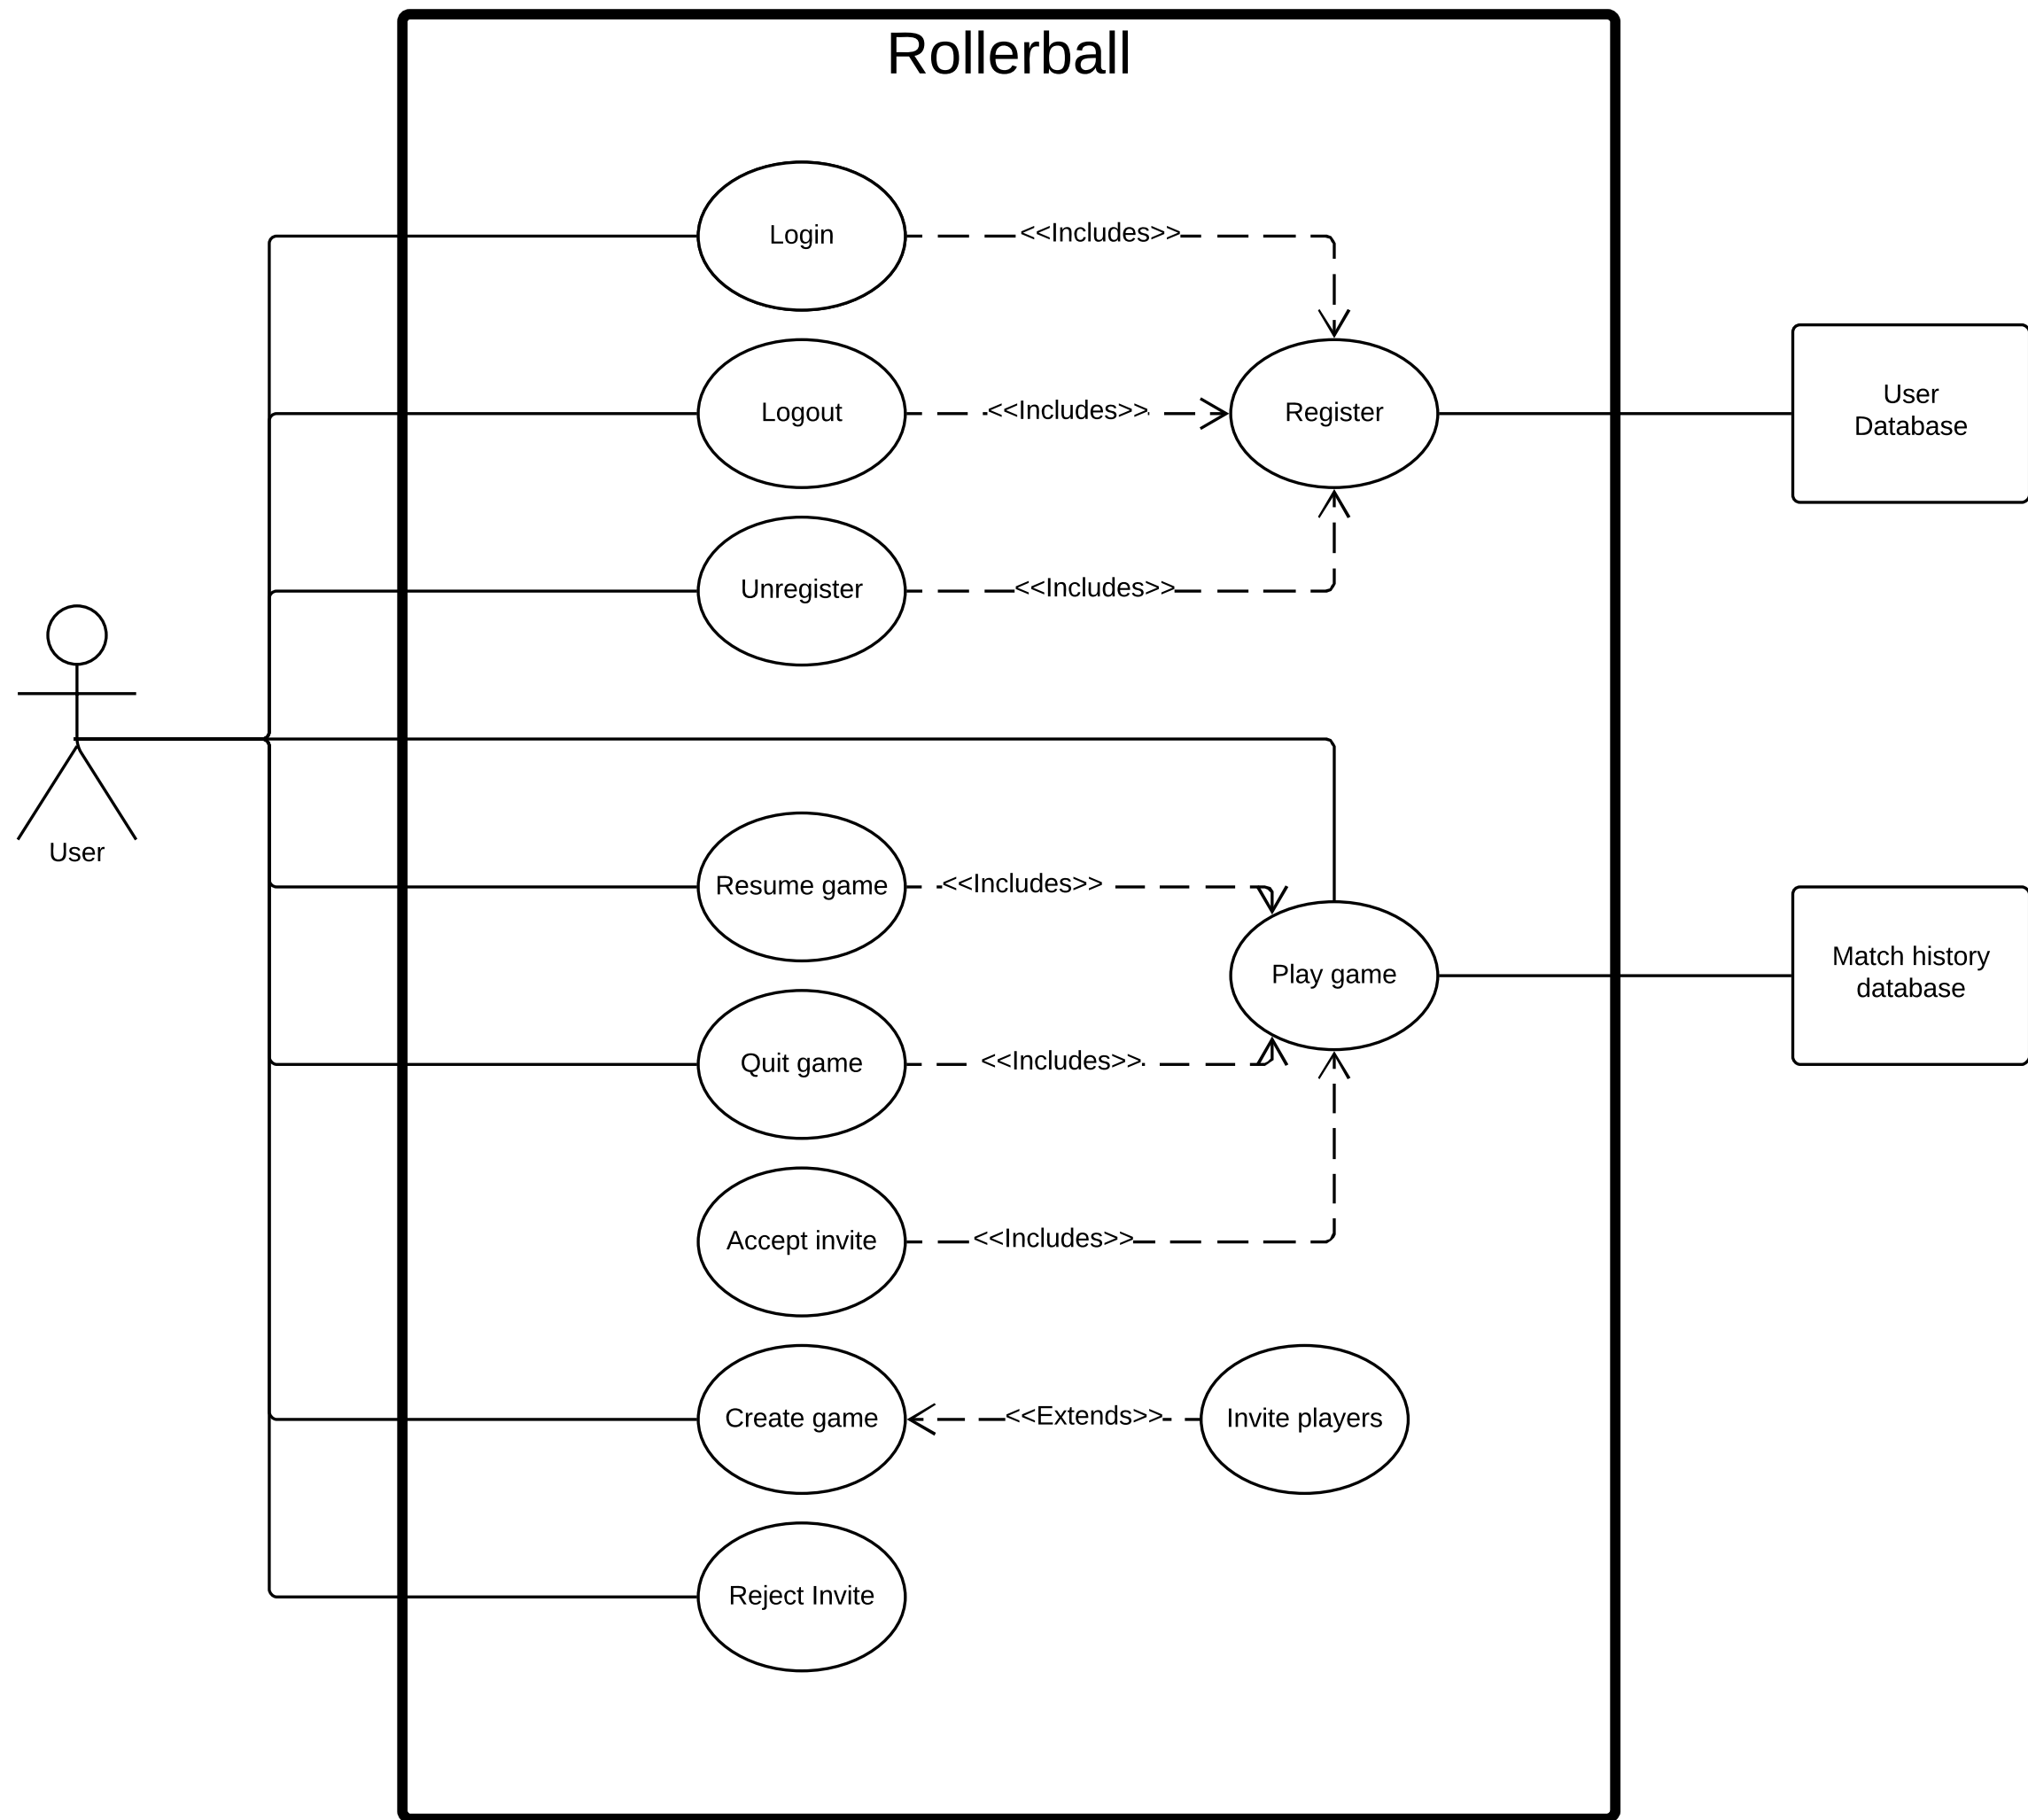 Rollerball
Login
<<Includes>>
Logout
<<Includes>>
Register
User
Database
Unregister
<<Includes>>
User
Resume game
<<Includes>>
Play game
Match history
database
Quit game
<<Includes>>
Accept invite
<<Includes>>
Create game
<<Extends>>
Invite players
Reject Invite